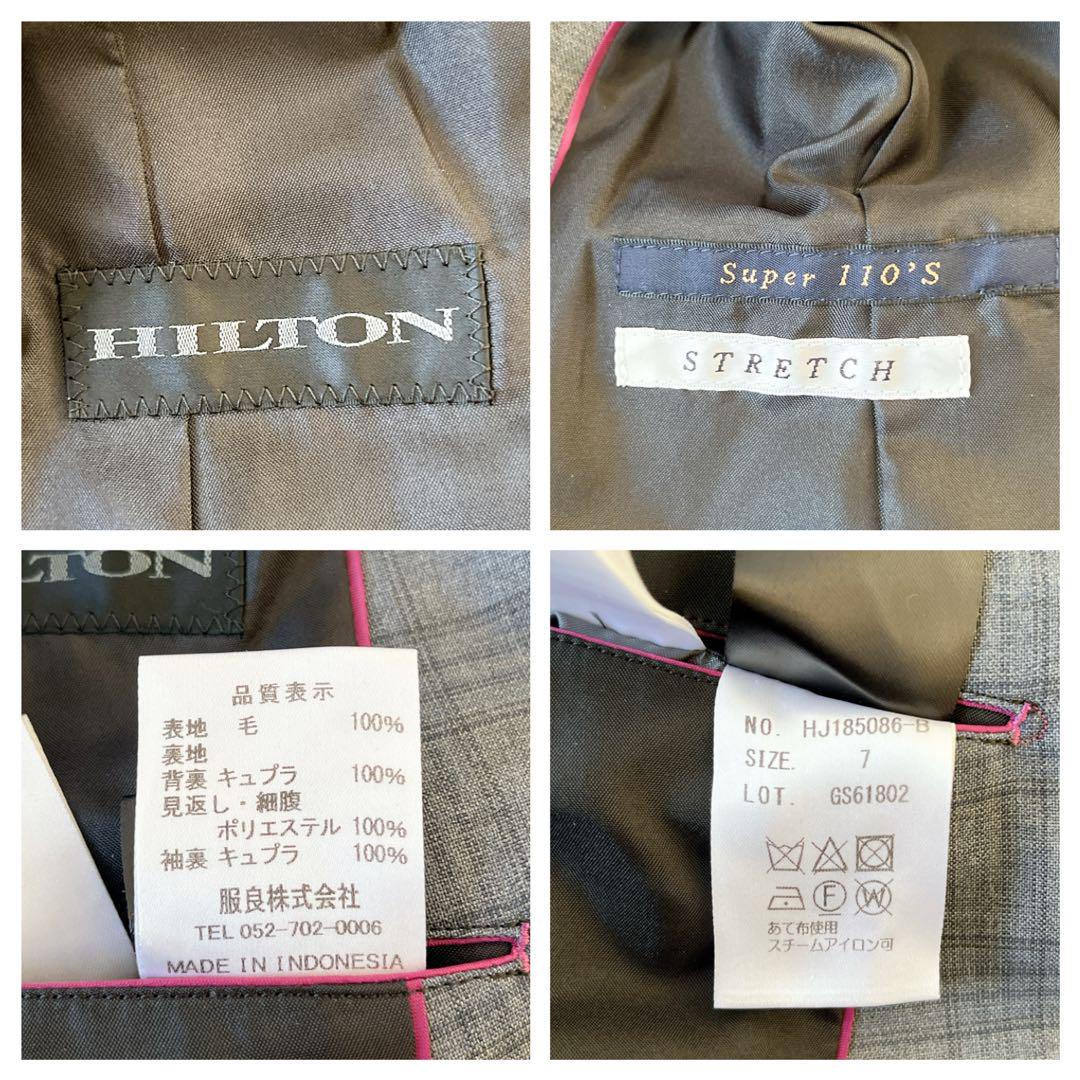 HILTON
Super 110'S
STRETCH
LTON
品質表示
表地 毛 100%
裏地
背裏 キュプラ 100%
見返し・細腹
ポリエステル 100%
袖裏 キュプラ 100%
服良株式会社
TEL 052-702-0006
MADE IN INDONESIA
NO. HJ185086-B
SIZE. 7
LOT. GS61802
F W
あて布使用
スチームアイロン可